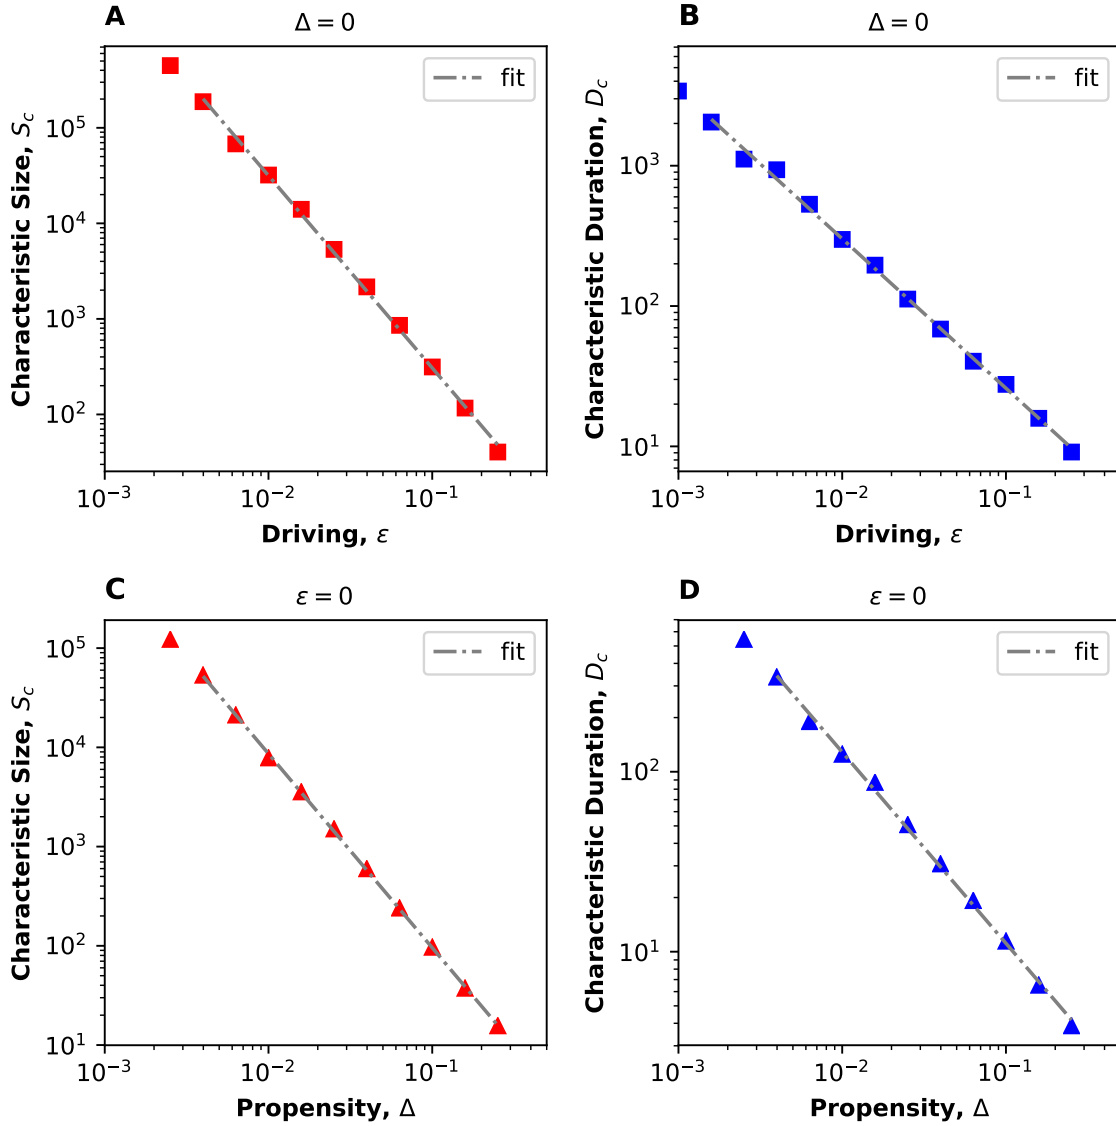 A
Δ = 0
fit
Characteristic Size, S_c
10^5
10^4
10^3
10^2
10^{-3}
10^{-2}
10^{-1}
Driving, ε
B
Δ = 0
fit
Characteristic Duration, D_c
10^3
10^2
10^1
10^{-3}
10^{-2}
10^{-1}
Driving, ε
C
ε = 0
fit
Characteristic Size, S_c
10^5
10^4
10^3
10^2
10^1
10^{-3}
10^{-2}
10^{-1}
Propensity, Δ
D
ε = 0
fit
Characteristic Duration, D_c
10^2
10^1
10^{-3}
10^{-2}
10^{-1}
Propensity, Δ